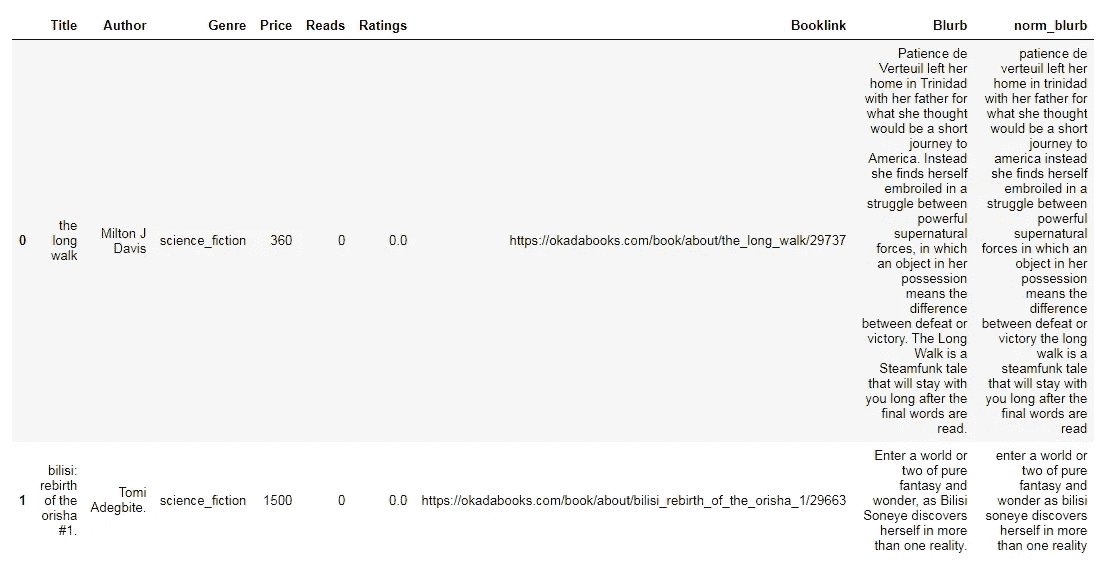 Title Author Genre Price Reads Ratings Booklink Blurb norm_blurb
0
the
long
walk
Milton J
Davis
science_fiction
360
0
0.0
https://okadabooks.com/book/about/the_long_walk/29737
Patience de
Verteuil left her
home in Trinidad
with her father for
what she thought
would be a short
journey to
America. Instead
she finds herself
embroiled in a
struggle between
powerful
supernatural
forces, in which
an object in her
possession
means the
difference
between defeat or
victory. The Long
Walk is a
Steamfunk tale
that will stay with
you long after the
final words are
read.
patience de
verteuil left her
home in trinidad
with her father for
what she thought
would be a short
journey to
america instead
she finds herself
embroiled in a
struggle between
powerful
supernatural
forces in which an
object in her
possession
means the
difference
between defeat or
victory the long
walk is a
steamfunk tale
that will stay with
you long after the
final words are
read
1
bilisi:
rebirth
of the
orisha
#1.
Tomi
Adegbite.
science_fiction
1500
0
0.0
https://okadabooks.com/book/about/bilisi_rebirth_of_the_orisha_1/29663
Enter a world or
two of pure
fantasy and
wonder, as Bilisi
Soneye discovers
herself in more
than one reality.
enter a world or
two of pure
fantasy and
wonder as bilisi
soneye discovers
herself in more
than one reality